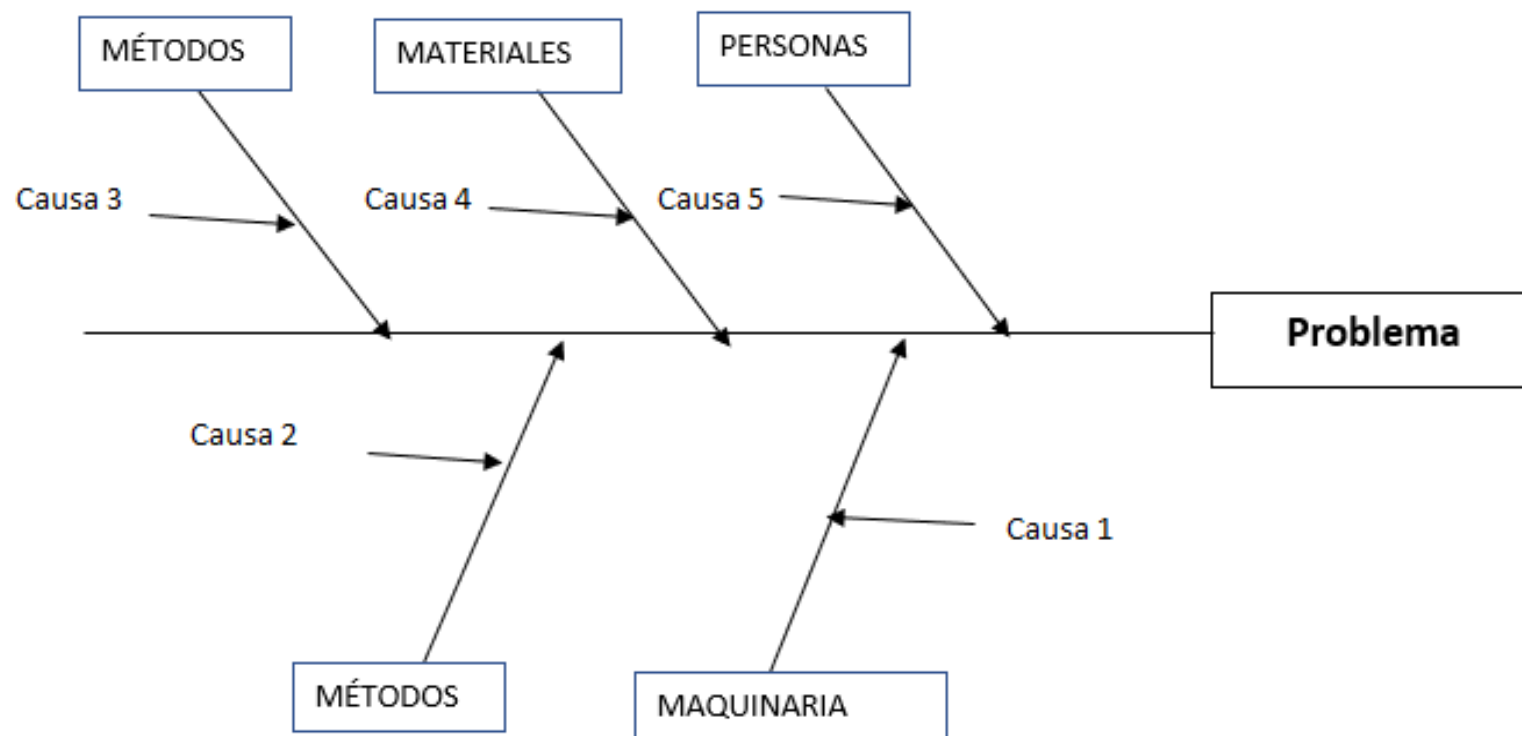 MÉTODOS
MATERIALES
PERSONAS
Causa 3
Causa 4
Causa 5
Problema
Causa 2
Causa 1
MÉTODOS
MAQUINARIA